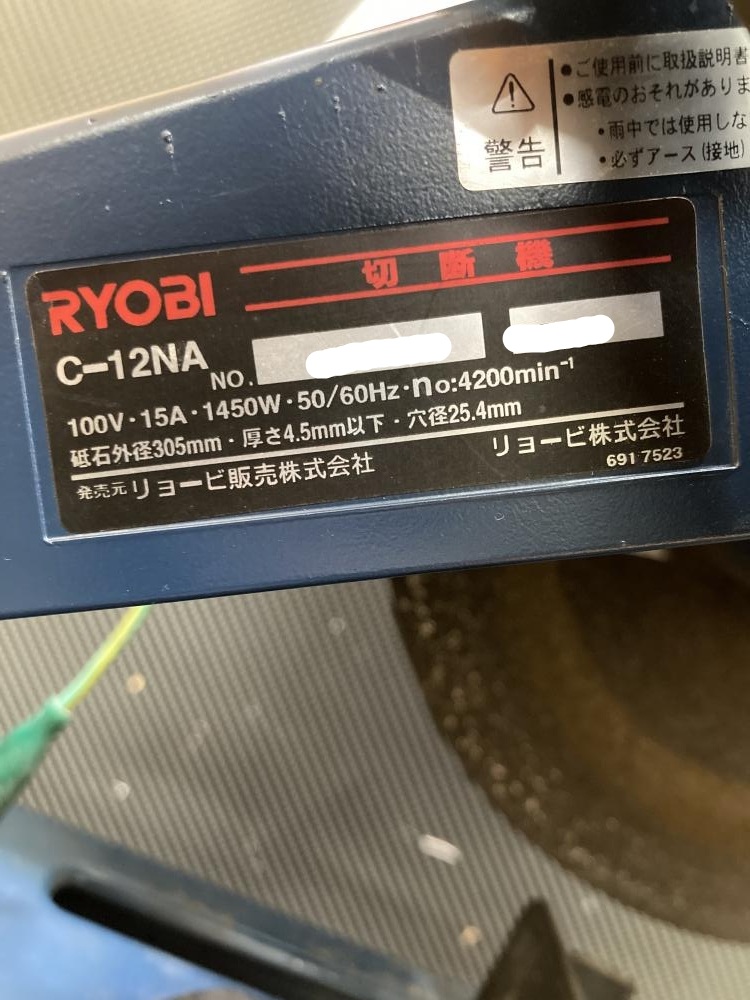 警告
●ご使用前に取扱説明書
●感電のおそれがありま
・雨中では使用しな
・必ずアース(接地)
RYOBI 切断機
C-12NA NO.
100V・15A・1450W・50/60Hz・no:4200min⁻¹
砥石外径305mm・厚さ4.5mm以下・穴径25.4mm
発売元 リョービ販売株式会社 リョービ株式会社
691 7523